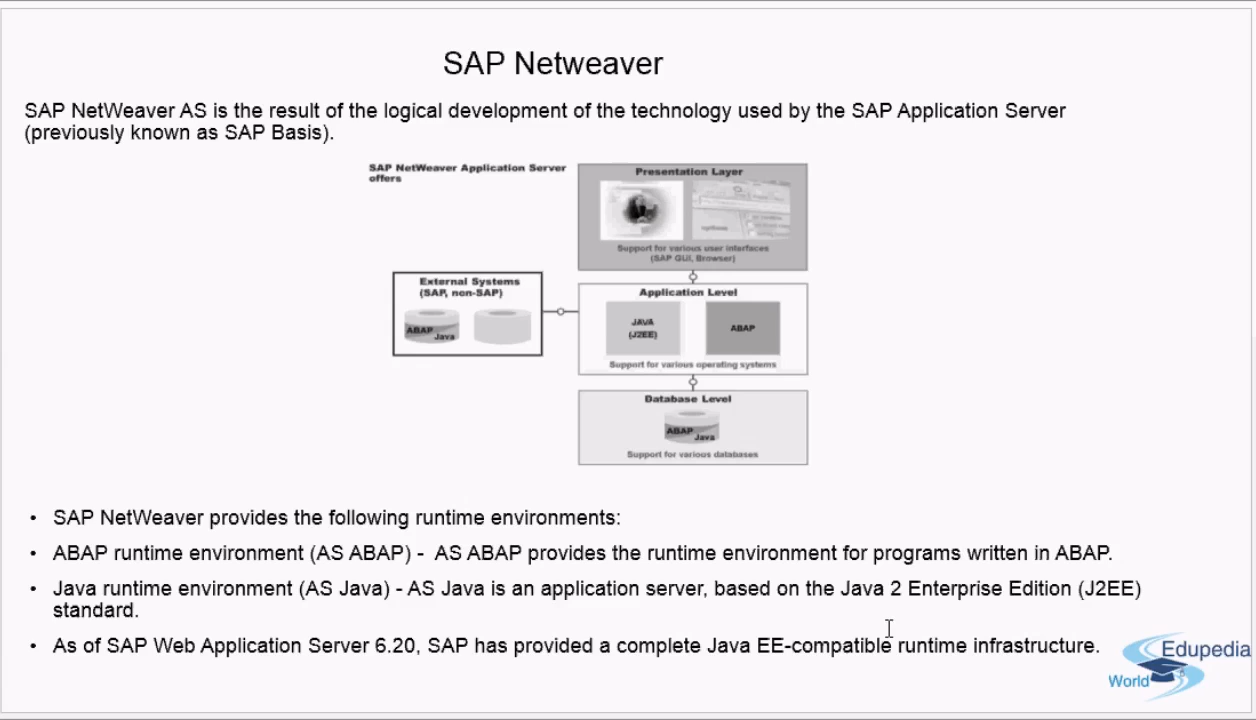 SAP Netweaver
SAP NetWeaver AS is the result of the logical development of the technology used by the SAP Application Server
(previously known as SAP Basis).
SAP NetWeaver Application Server
offers
Presentation Layer
Support for various user interfaces
(SAP GUI, Browser)
External Systems
(SAP, non-SAP)
ABAP
Java
Application Level
JAVA
(J2EE)
ABAP
Support for various operating systems
Database Level
ABAP
Java
Support for various databases
• SAP NetWeaver provides the following runtime environments:
• ABAP runtime environment (AS ABAP) - AS ABAP provides the runtime environment for programs written in ABAP.
• Java runtime environment (AS Java) - AS Java is an application server, based on the Java 2 Enterprise Edition (J2EE)
standard.
• As of SAP Web Application Server 6.20, SAP has provided a complete Java EE-compatible runtime infrastructure.
Edupedia
World